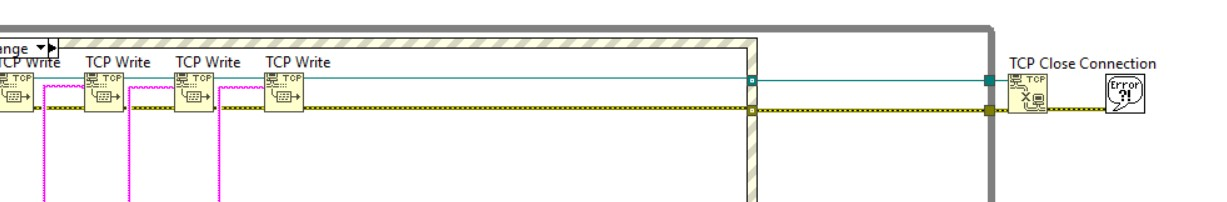 ange
TCP Write TCP Write TCP Write TCP Write
TCP Close Connection
TCP TCP TCP TCP TCP
Error
?!